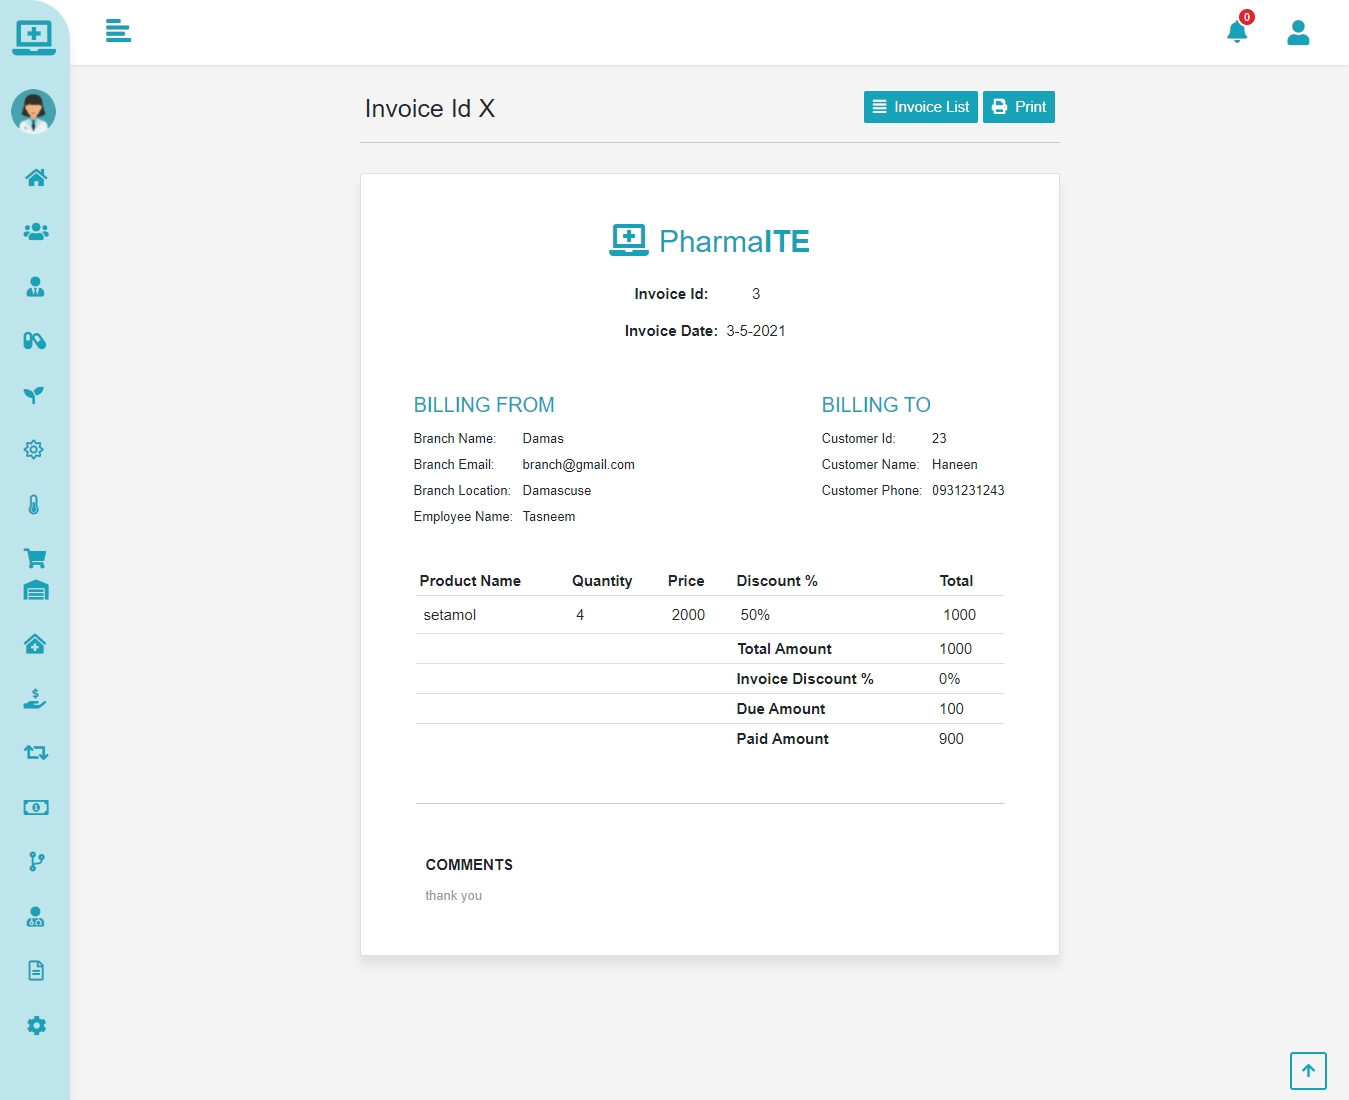 0
Invoice Id X
Invoice List
Print
PharmaITE
Invoice Id: 3
Invoice Date: 3-5-2021
BILLING FROM BILLING TO
Branch Name: Damas Customer Id: 23
Branch Email: branch@gmail.com Customer Name: Haneen
Branch Location: Damascuse Customer Phone: 0931231243
Employee Name: Tasneem
Product Name Quantity Price Discount % Total
setamol 4 2000 50% 1000
Total Amount 1000
Invoice Discount % 0%
Due Amount 100
Paid Amount 900
COMMENTS
thank you